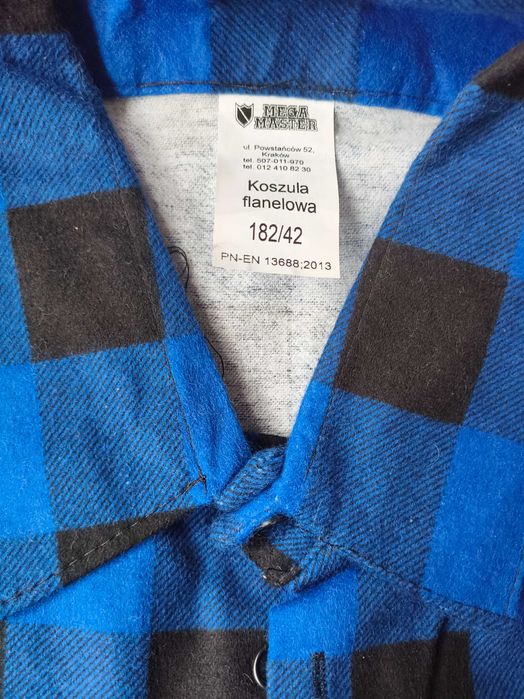 MEGA
MASTER
ul. Powstańców 52,
Kraków
tel. 507-011-970
tel. 012 410 82 30
Koszula
flanelowa
182/42
PN-EN 13688;2013